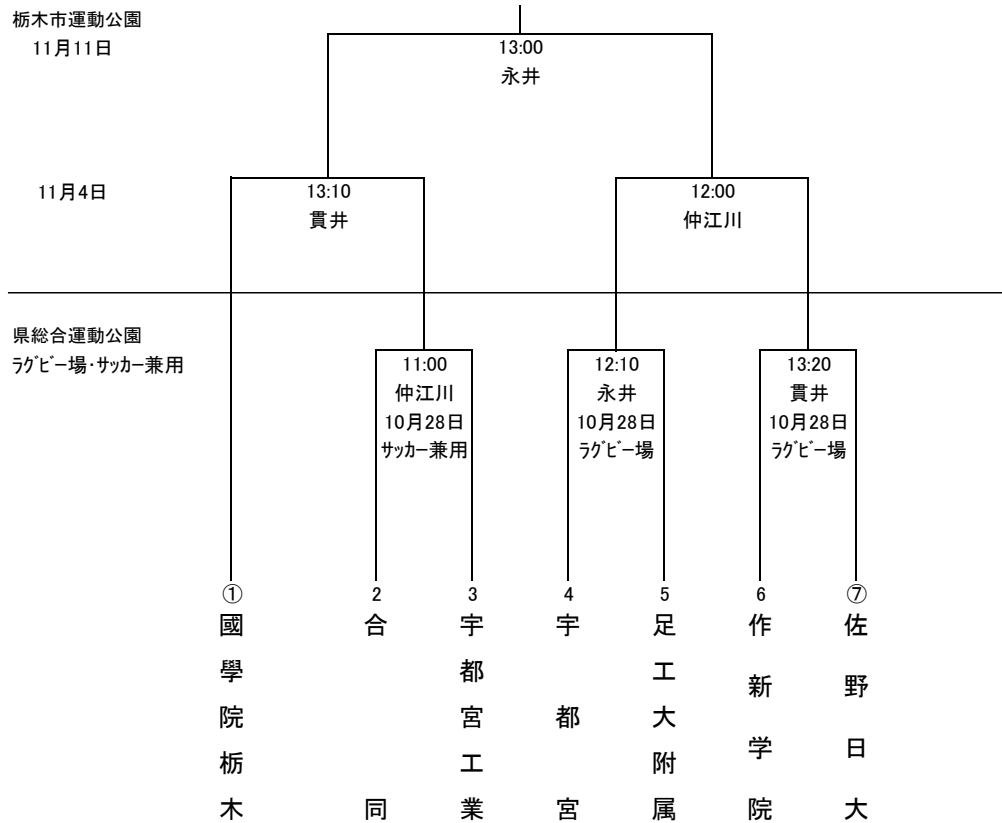 栃木市運動公園
11月11日
13:00
永井
11月4日
13:10
貫井
12:00
仲江川
県総合運動公園
ﾗｸﾞﾋﾞｰ場・ｻｯｶｰ兼用
11:00
仲江川
10月28日
ｻｯｶｰ兼用
12:10
永井
10月28日
ﾗｸﾞﾋﾞｰ場
13:20
貫井
10月28日
ﾗｸﾞﾋﾞｰ場
①
國學院栃木
2
合同
3
宇都宮工業
4
宇都宮
5
足工大附属
6
作新学院
⑦
佐野日大